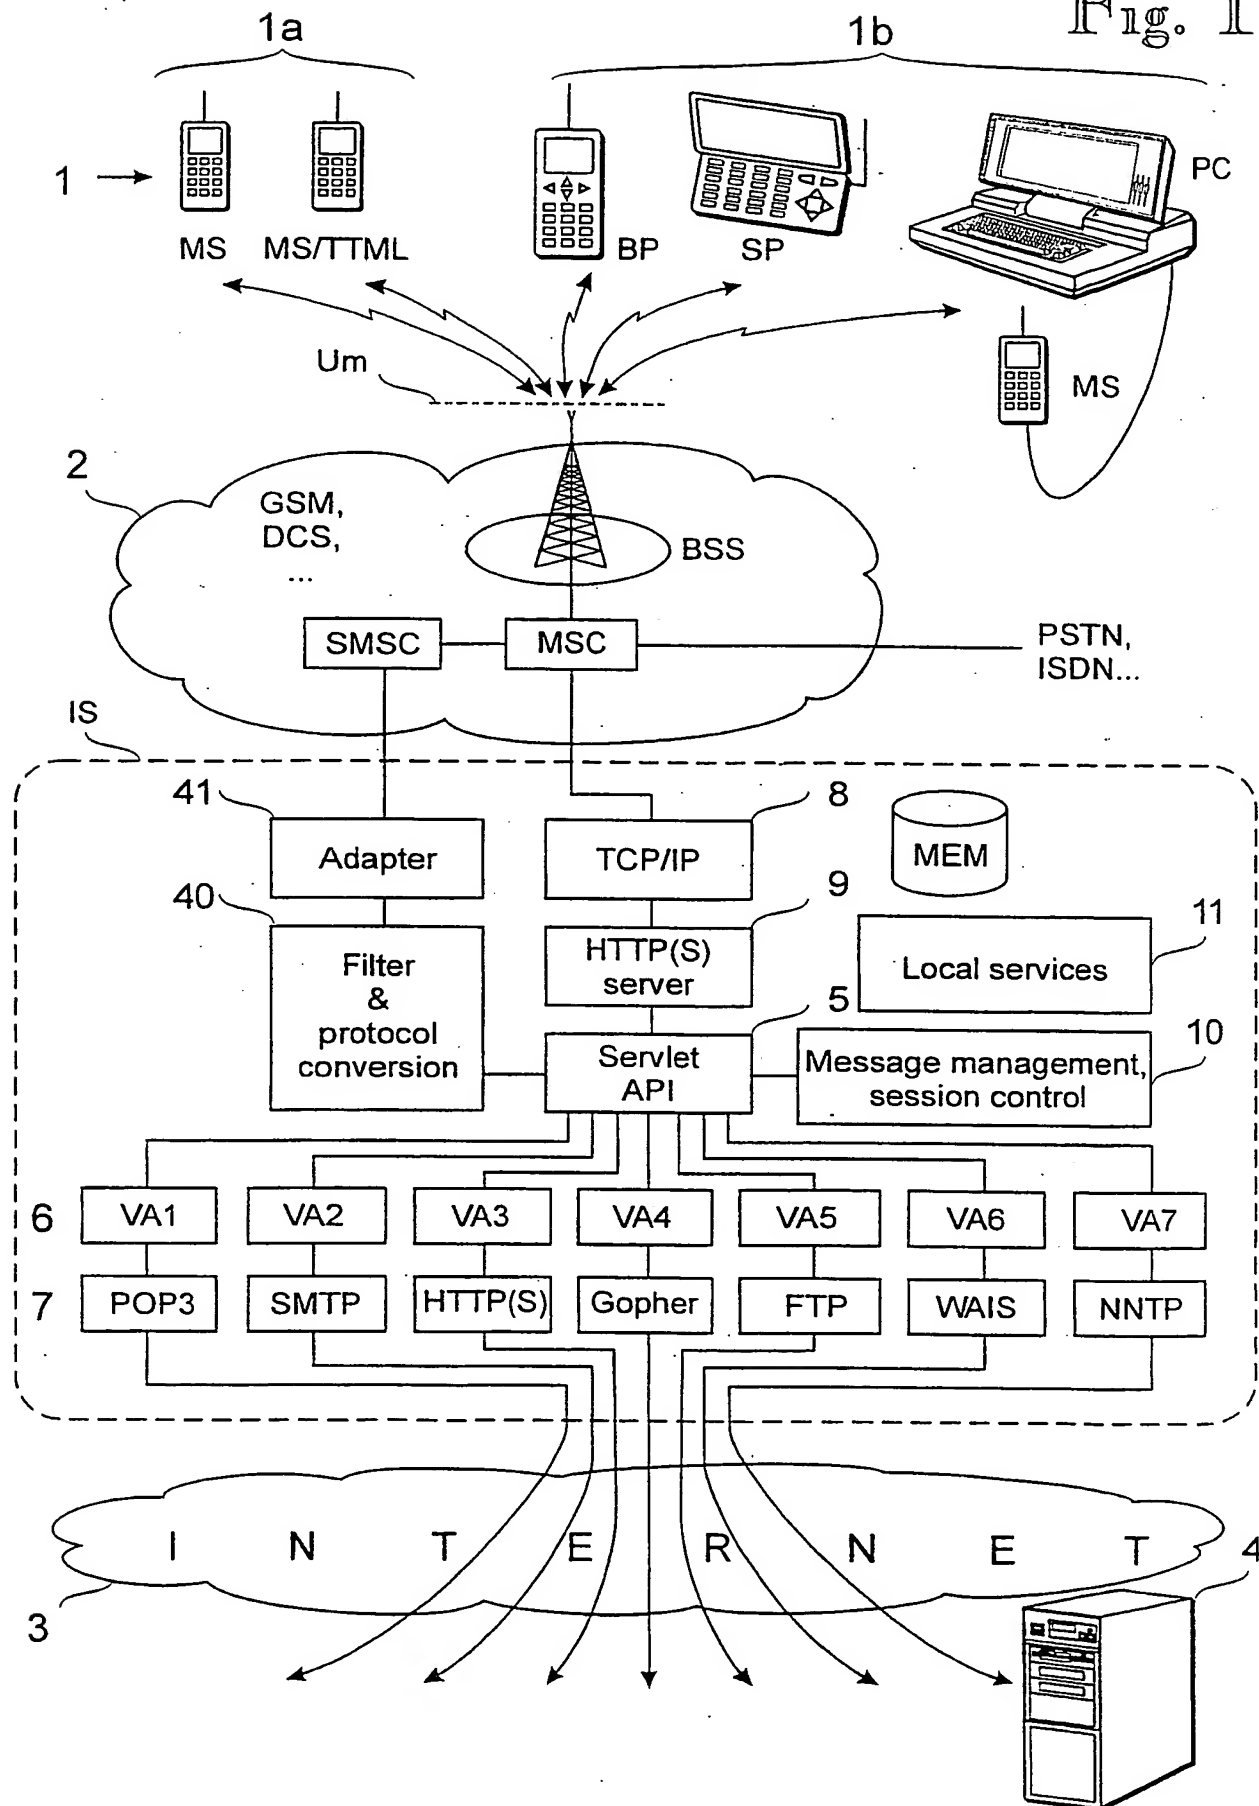 Fig. 1
1a
1b
1
PC
MS
MS/TTML
BP
SP
Um
MS
2
GSM,
DCS,
...
BSS
SMSC
MSC
PSTN,
ISDN...
IS
41
8
Adapter
TCP/IP
MEM
40
9
11
Filter
&
protocol
conversion
HTTP(S)
server
Local services
5
10
Servlet
API
Message management,
session control
6
VA1
VA2
VA3
VA4
VA5
VA6
VA7
7
POP3
SMTP
HTTP(S)
Gopher
FTP
WAIS
NNTP
I N T E R N E T
4
3